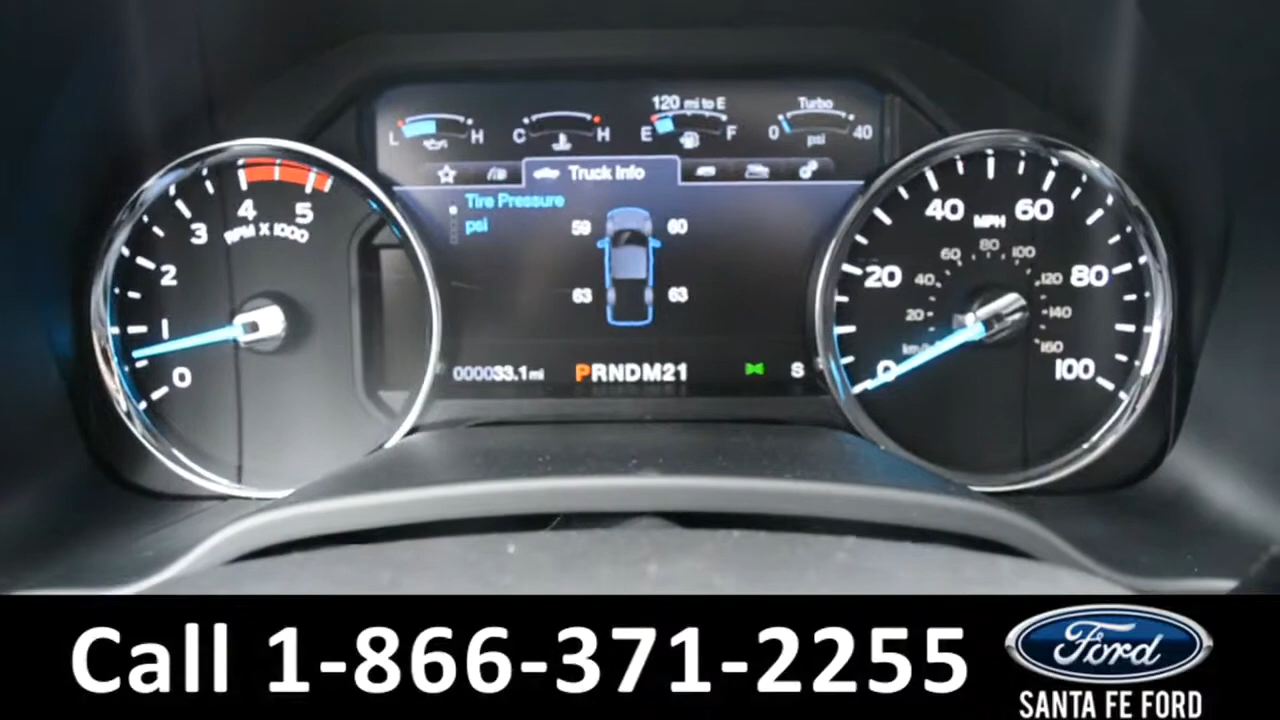 120 mi to E
Turbo
L H C H E F 0 40
psi
Truck Info
Tire Pressure
psi
59 60
63 63
000033.1 mi PRNDM21 S
0 1 2 3 4 5
RPM X 1000
0 20 40 60 80 100
MPH
20 40 60 80 100 120 140 160
km/h
Call 1-866-371-2255
Ford
SANTA FE FORD